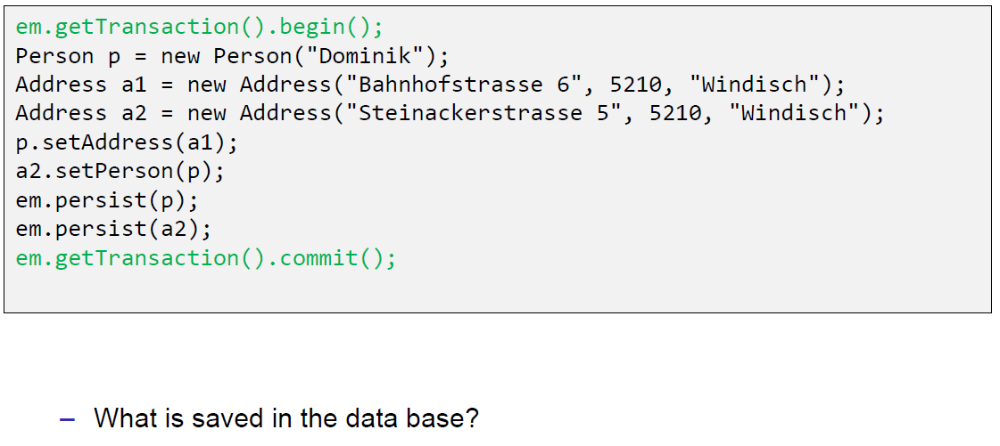 em.getTransaction().begin();
Person p = new Person("Dominik");
Address a1 = new Address("Bahnhofstrasse 6", 5210, "Windisch");
Address a2 = new Address("Steinackerstrasse 5", 5210, "Windisch");
p.setAddress(a1);
a2.setPerson(p);
em.persist(p);
em.persist(a2);
em.getTransaction().commit();
– What is saved in the data base?